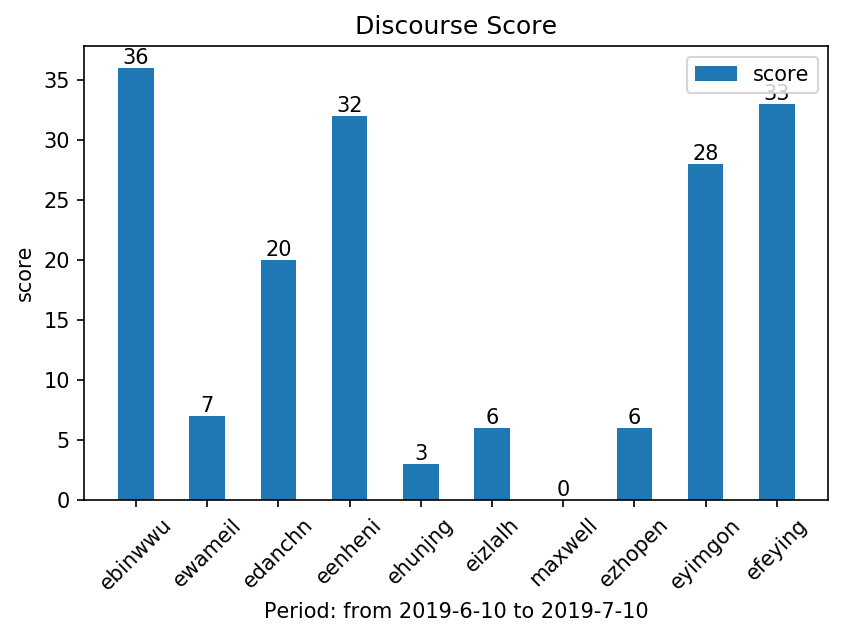 Discourse Score
score
36
7
20
32
3
6
0
6
28
33
35
30
25
20
15
10
5
0
score
ebinwwu
ewameil
edanchn
eenheni
ehunjng
eizlalh
maxwell
ezhopen
eyimgon
efeying
Period: from 2019-6-10 to 2019-7-10